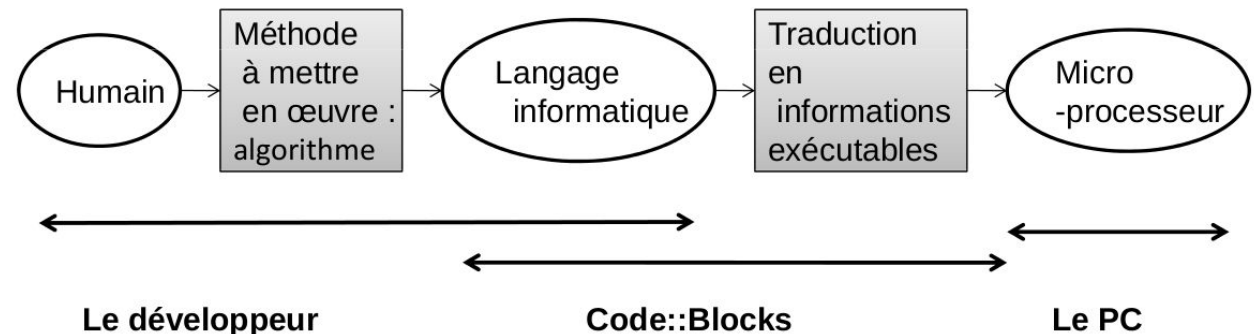 Humain
Méthode
à mettre
en œuvre :
algorithme
Langage
informatique
Traduction
en
informations
exécutables
Micro
-processeur
Le développeur
Code::Blocks
Le PC